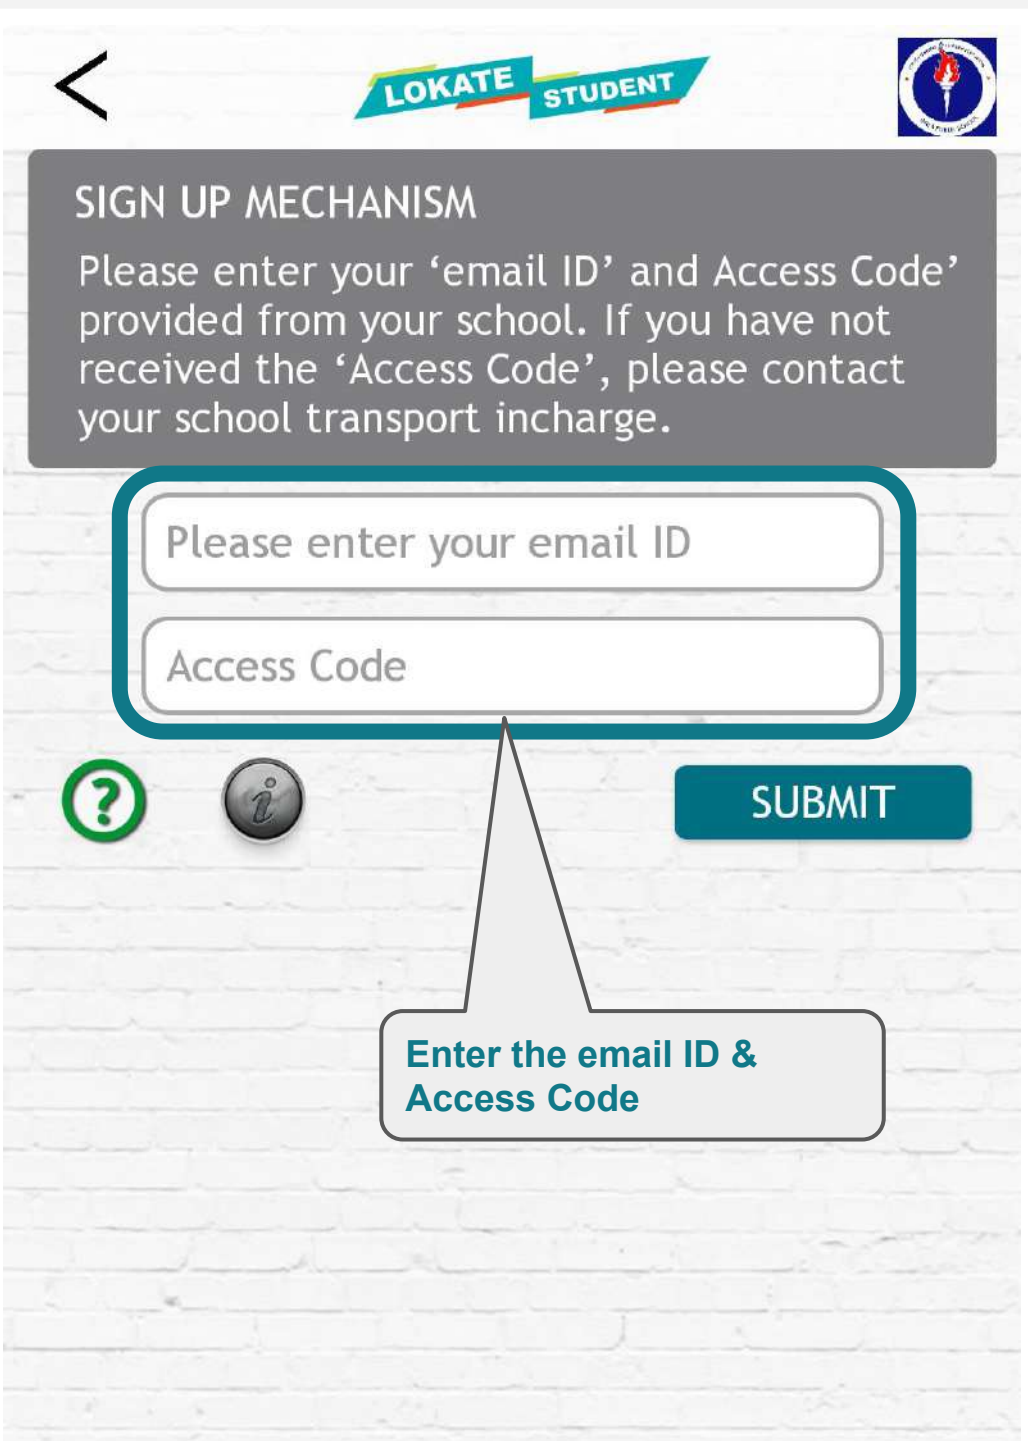 LOKATE STUDENT
SIGN UP MECHANISM
Please enter your ‘email ID’ and Access Code’
provided from your school. If you have not
received the ‘Access Code’, please contact
your school transport incharge.
Please enter your email ID
Access Code
?
i
SUBMIT
Enter the email ID &
Access Code